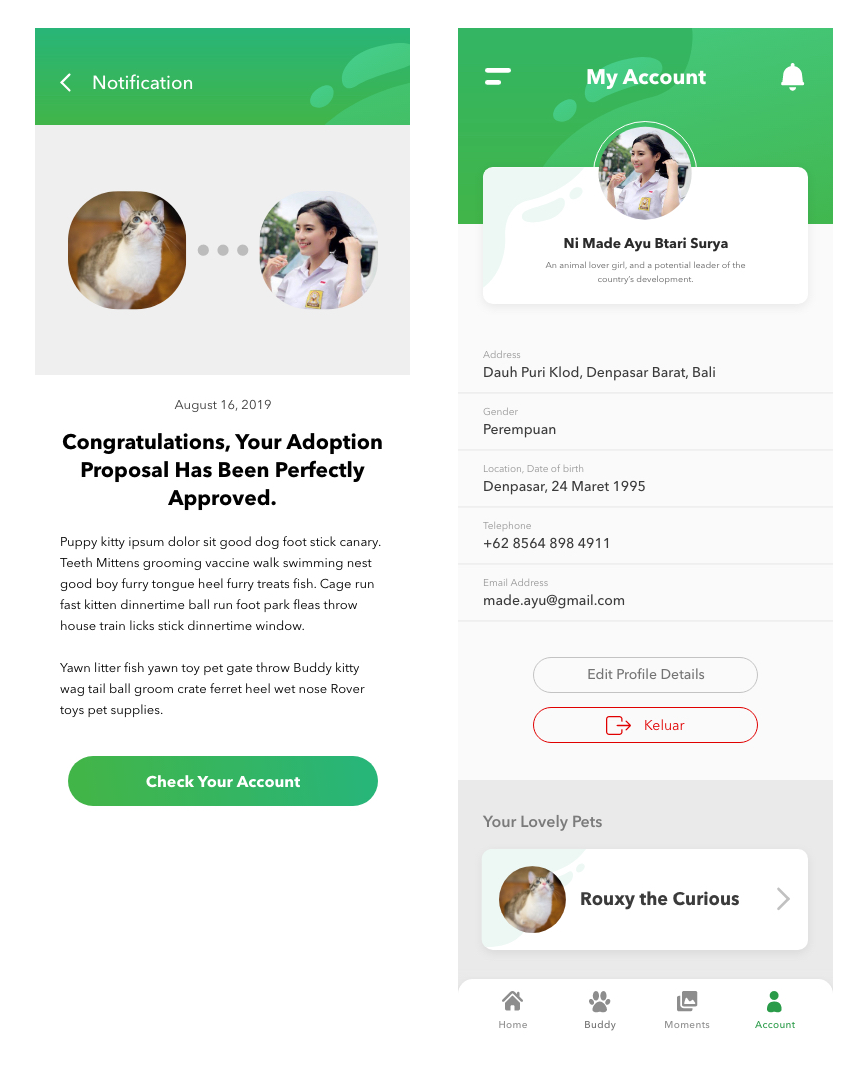 Notification
August 16, 2019
Congratulations, Your Adoption
Proposal Has Been Perfectly
Approved.
Puppy kitty ipsum dolor sit good dog foot stick canary.
Teeth Mittens grooming vaccine walk swimming nest
good boy furry tongue heel furry treats fish. Cage run
fast kitten dinnertime ball run foot park fleas throw
house train licks stick dinnertime window.
Yawn litter fish yawn toy pet gate throw Buddy kitty
wag tail ball groom crate ferret heel wet nose Rover
toys pet supplies.
Check Your Account
My Account
Ni Made Ayu Btari Surya
An animal lover girl, and a potential leader of the
country's development.
Address
Dauh Puri Klod, Denpasar Barat, Bali
Gender
Perempuan
Location, Date of birth
Denpasar, 24 Maret 1995
Telephone
+62 8564 898 4911
Email Address
made.ayu@gmail.com
Edit Profile Details
Keluar
Your Lovely Pets
Rouxy the Curious
Home
Buddy
Moments
Account